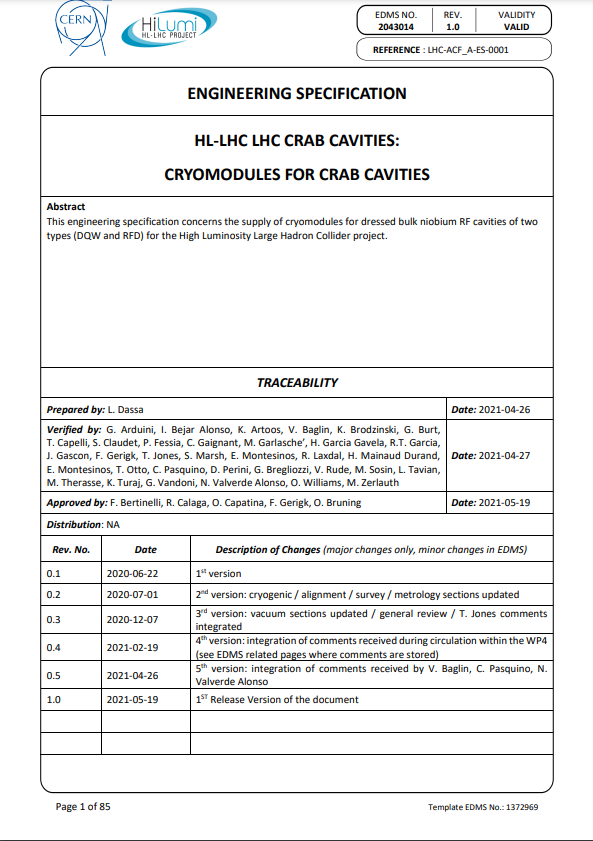 CERN
HiLumi
HL-LHC PROJECT
EDMS NO. REV. VALIDITY
2043014 1.0 VALID
REFERENCE : LHC-ACF_A-ES-0001
ENGINEERING SPECIFICATION
HL-LHC LHC CRAB CAVITIES:
CRYOMODULES FOR CRAB CAVITIES
Abstract
This engineering specification concerns the supply of cryomodules for dressed bulk niobium RF cavities of two
types (DQW and RFD) for the High Luminosity Large Hadron Collider project.
TRACEABILITY
Prepared by: L. Dassa Date: 2021-04-26
Verified by: G. Arduini, I. Bejar Alonso, K. Artoos, V. Baglin, K. Brodzinski, G. Burt,
T. Capelli, S. Claudet, P. Fessia, C. Gaignant, M. Garlasche’, H. Garcia Gavela, R.T. Garcia,
J. Gascon, F. Gerigk, T. Jones, S. Marsh, E. Montesinos, R. Laxdal, H. Mainaud Durand,
E. Montesinos, T. Otto, C. Pasquino, D. Perini, G. Bregliozzi, V. Rude, M. Sosin, L. Tavian,
M. Therasse, K. Turaj, G. Vandoni, N. Valverde Alonso, O. Williams, M. Zerlauth
Date: 2021-04-27
Approved by: F. Bertinelli, R. Calaga, O. Capatina, F. Gerigk, O. Bruning Date: 2021-05-19
Distribution: NA
Rev. No. Date Description of Changes (major changes only, minor changes in EDMS)
0.1 2020-06-22 1st version
0.2 2020-07-01 2nd version: cryogenic / alignment / survey / metrology sections updated
0.3 2020-12-07 3rd version: vacuum sections updated / general review / T. Jones comments
integrated
0.4 2021-02-19 4th version: integration of comments received during circulation within the WP4
(see EDMS related pages where comments are stored)
0.5 2021-04-26 5th version: integration of comments received by V. Baglin, C. Pasquino, N.
Valverde Alonso
1.0 2021-05-19 1ST Release Version of the document
Page 1 of 85 Template EDMS No.: 1372969